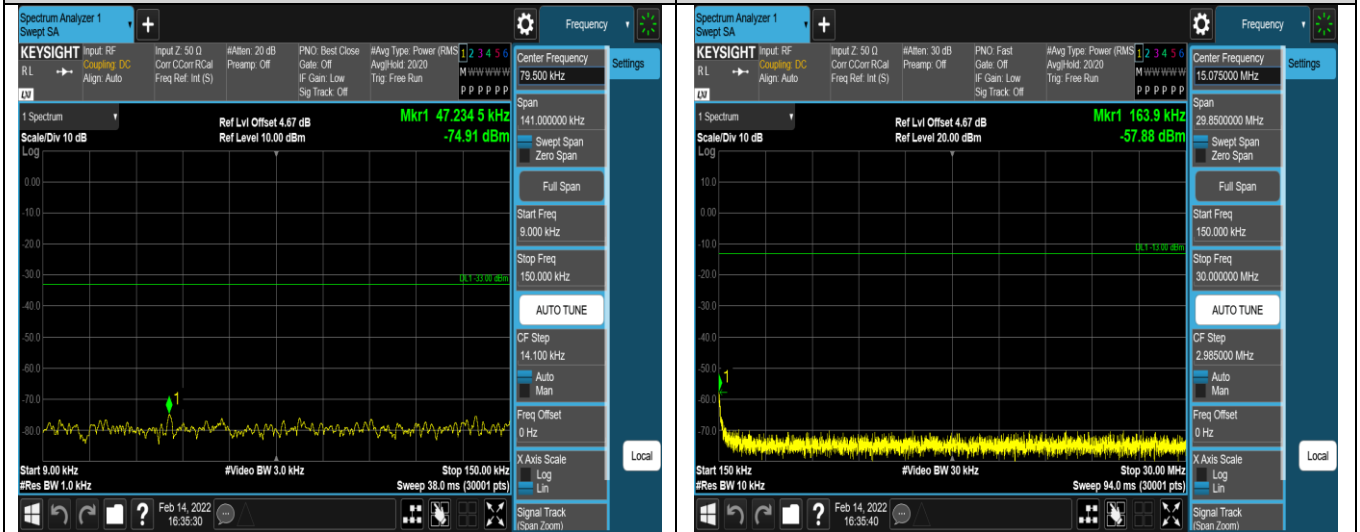 Spectrum Analyzer 1
Swept SA
+
Frequency
KEYSIGHT
RL
LXI
Input: RF
Coupling: DC
Align: Auto
Input Z: 50 Ω
Corr CCorr RCal
Freq Ref: Int (S)
#Atten: 20 dB
Preamp: Off
PNO: Best Close
Gate: Off
IF Gain: Low
Sig Track: Off
#Avg Type: Power (RMS
Avg|Hold: 20/20
Trig: Free Run
1 2 3 4 5 6
M W W W W W
P P P P P P
1 Spectrum
Scale/Div 10 dB
Log
Ref Lvl Offset 4.67 dB
Ref Level 10.00 dBm
Mkr1 47.234 5 kHz
-74.91 dBm
0.00
-10.0
-20.0
-30.0
-40.0
-50.0
-60.0
-70.0
-80.0
DL1 -33.00 dBm
1
Start 9.00 kHz
#Res BW 1.0 kHz
#Video BW 3.0 kHz
Stop 150.00 kHz
Sweep 38.0 ms (30001 pts)
Center Frequency
79.500 kHz
Span
141.000000 kHz
Swept Span
Zero Span
Full Span
Start Freq
9.000 kHz
Stop Freq
150.000 kHz
AUTO TUNE
CF Step
14.100 kHz
Auto
Man
Freq Offset
0 Hz
X Axis Scale
Log
Lin
Signal Track
(Span Zoom)
Settings
Local
?
Feb 14, 2022
16:35:30
Spectrum Analyzer 1
Swept SA
+
Frequency
KEYSIGHT
RL
LXI
Input: RF
Coupling: DC
Align: Auto
Input Z: 50 Ω
Corr CCorr RCal
Freq Ref: Int (S)
#Atten: 30 dB
Preamp: Off
PNO: Fast
Gate: Off
IF Gain: Low
Sig Track: Off
#Avg Type: Power (RMS
Avg|Hold: 20/20
Trig: Free Run
1 2 3 4 5 6
M W W W W W
P P P P P P
1 Spectrum
Scale/Div 10 dB
Log
Ref Lvl Offset 4.67 dB
Ref Level 20.00 dBm
Mkr1 163.9 kHz
-57.88 dBm
10.0
0.00
-10.0
-20.0
-30.0
-40.0
-50.0
-60.0
-70.0
DL1 -13.00 dBm
1
Start 150 kHz
#Res BW 10 kHz
#Video BW 30 kHz
Stop 30.00 MHz
Sweep 94.0 ms (30001 pts)
Center Frequency
15.075000 MHz
Span
29.8500000 MHz
Swept Span
Zero Span
Full Span
Start Freq
150.000 kHz
Stop Freq
30.000000 MHz
AUTO TUNE
CF Step
2.985000 MHz
Auto
Man
Freq Offset
0 Hz
X Axis Scale
Log
Lin
Signal Track
(Span Zoom)
Settings
Local
?
Feb 14, 2022
16:35:40